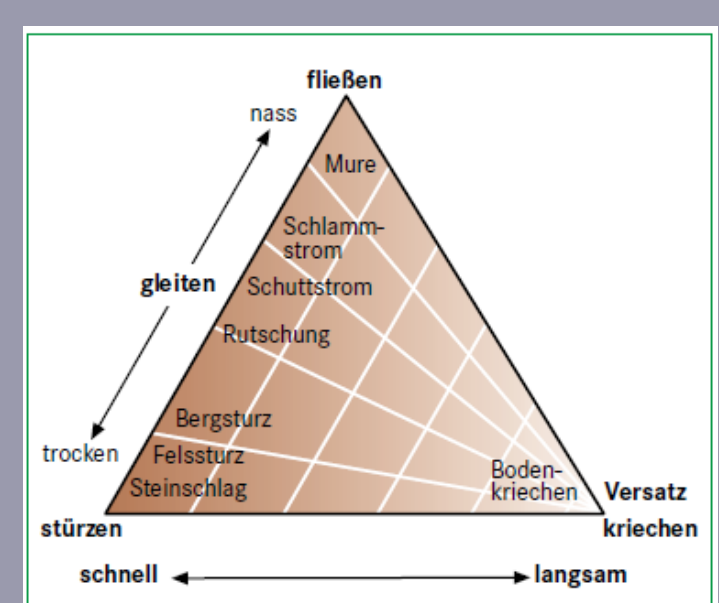 fließen
nass
Mure
Schlamm-
strom
gleiten
Schuttstrom
Rutschung
Bergsturz
trocken
Felssturz
Steinschlag
Boden-
kriechen
Versatz
stürzen
kriechen
schnell
langsam